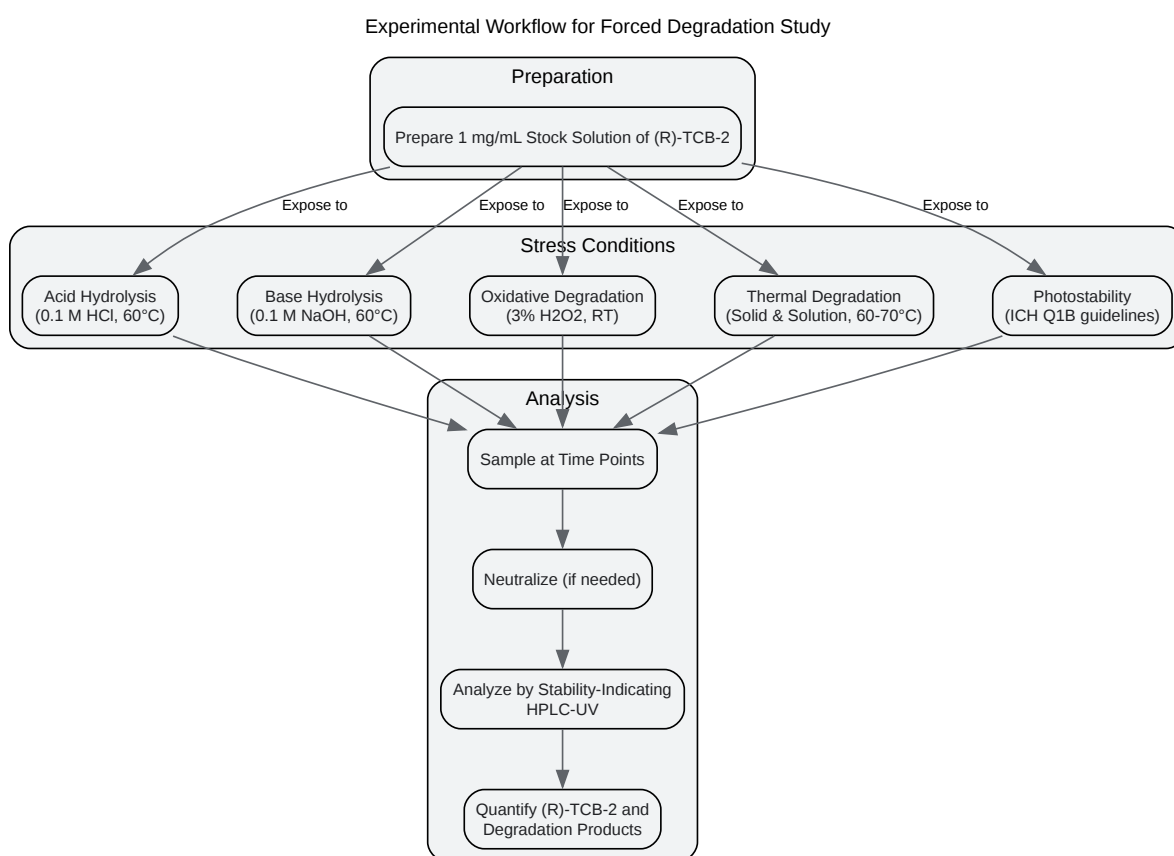 Experimental Workflow for Forced Degradation Study
Preparation
Prepare 1 mg/mL Stock Solution of (R)-TCB-2
Expose to
Expose to
Expose to
Expose to
Expose to
Stress Conditions
Acid Hydrolysis
(0.1 M HCl, 60°C)
Base Hydrolysis
(0.1 M NaOH, 60°C)
Oxidative Degradation
(3% H2O2, RT)
Thermal Degradation
(Solid & Solution, 60-70°C)
Photostability
(ICH Q1B guidelines)
Analysis
Sample at Time Points
Neutralize (if needed)
Analyze by Stability-Indicating
HPLC-UV
Quantify (R)-TCB-2 and
Degradation Products